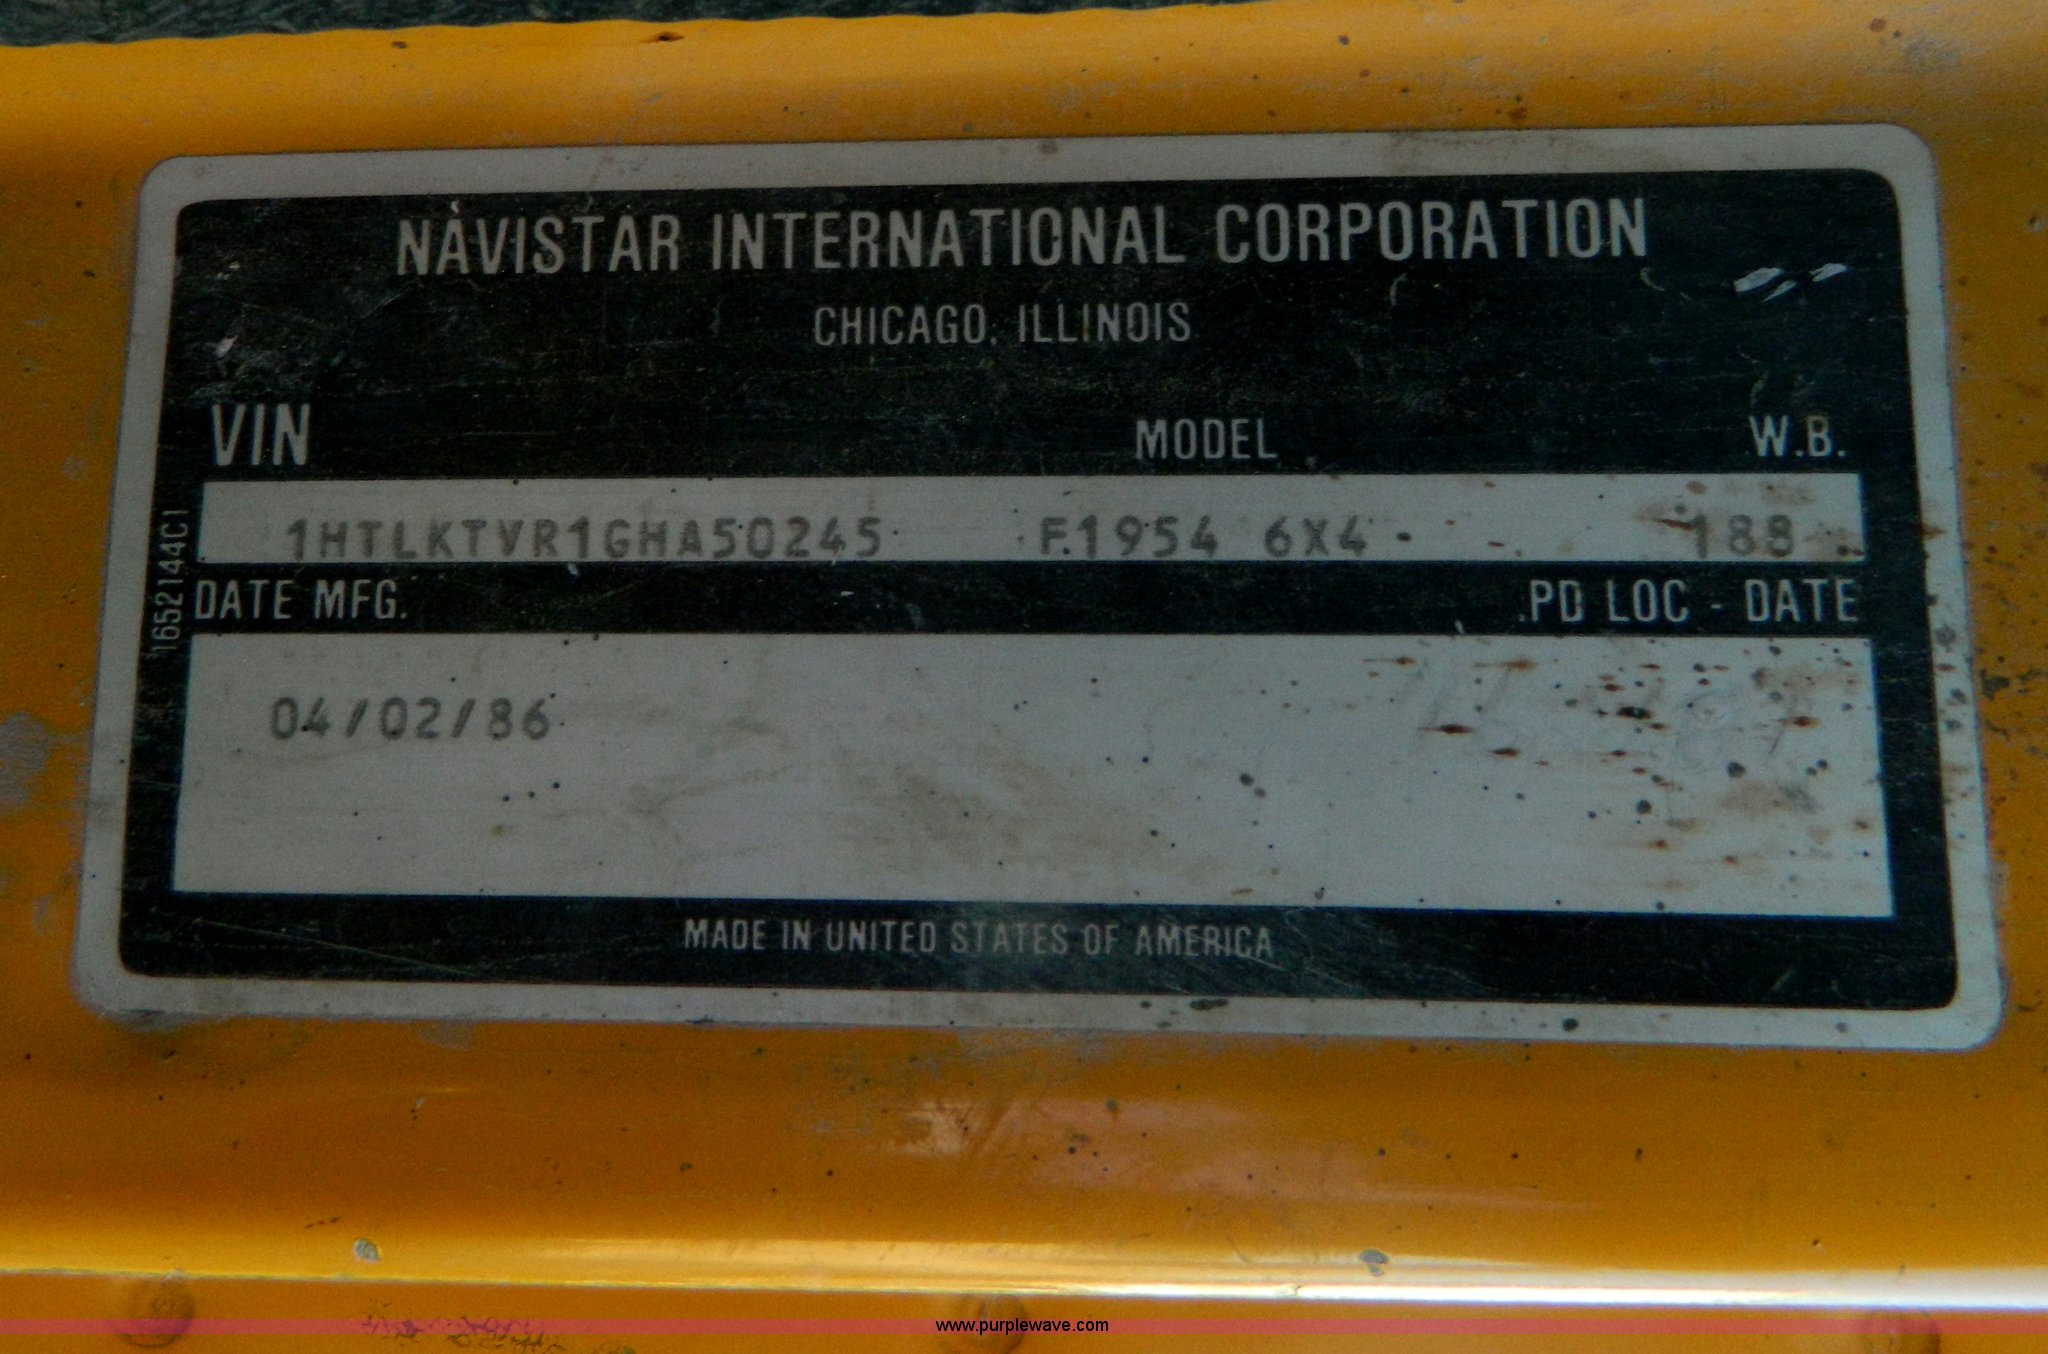 NAVISTAR INTERNATIONAL CORPORATION
CHICAGO, ILLINOIS
VIN MODEL W.B.
1HTLKTVR1GHA50245 F1954 6X4 188
1652144C1
DATE MFG. PD LOC - DATE
04/02/86
MADE IN UNITED STATES OF AMERICA
www.purplewave.com